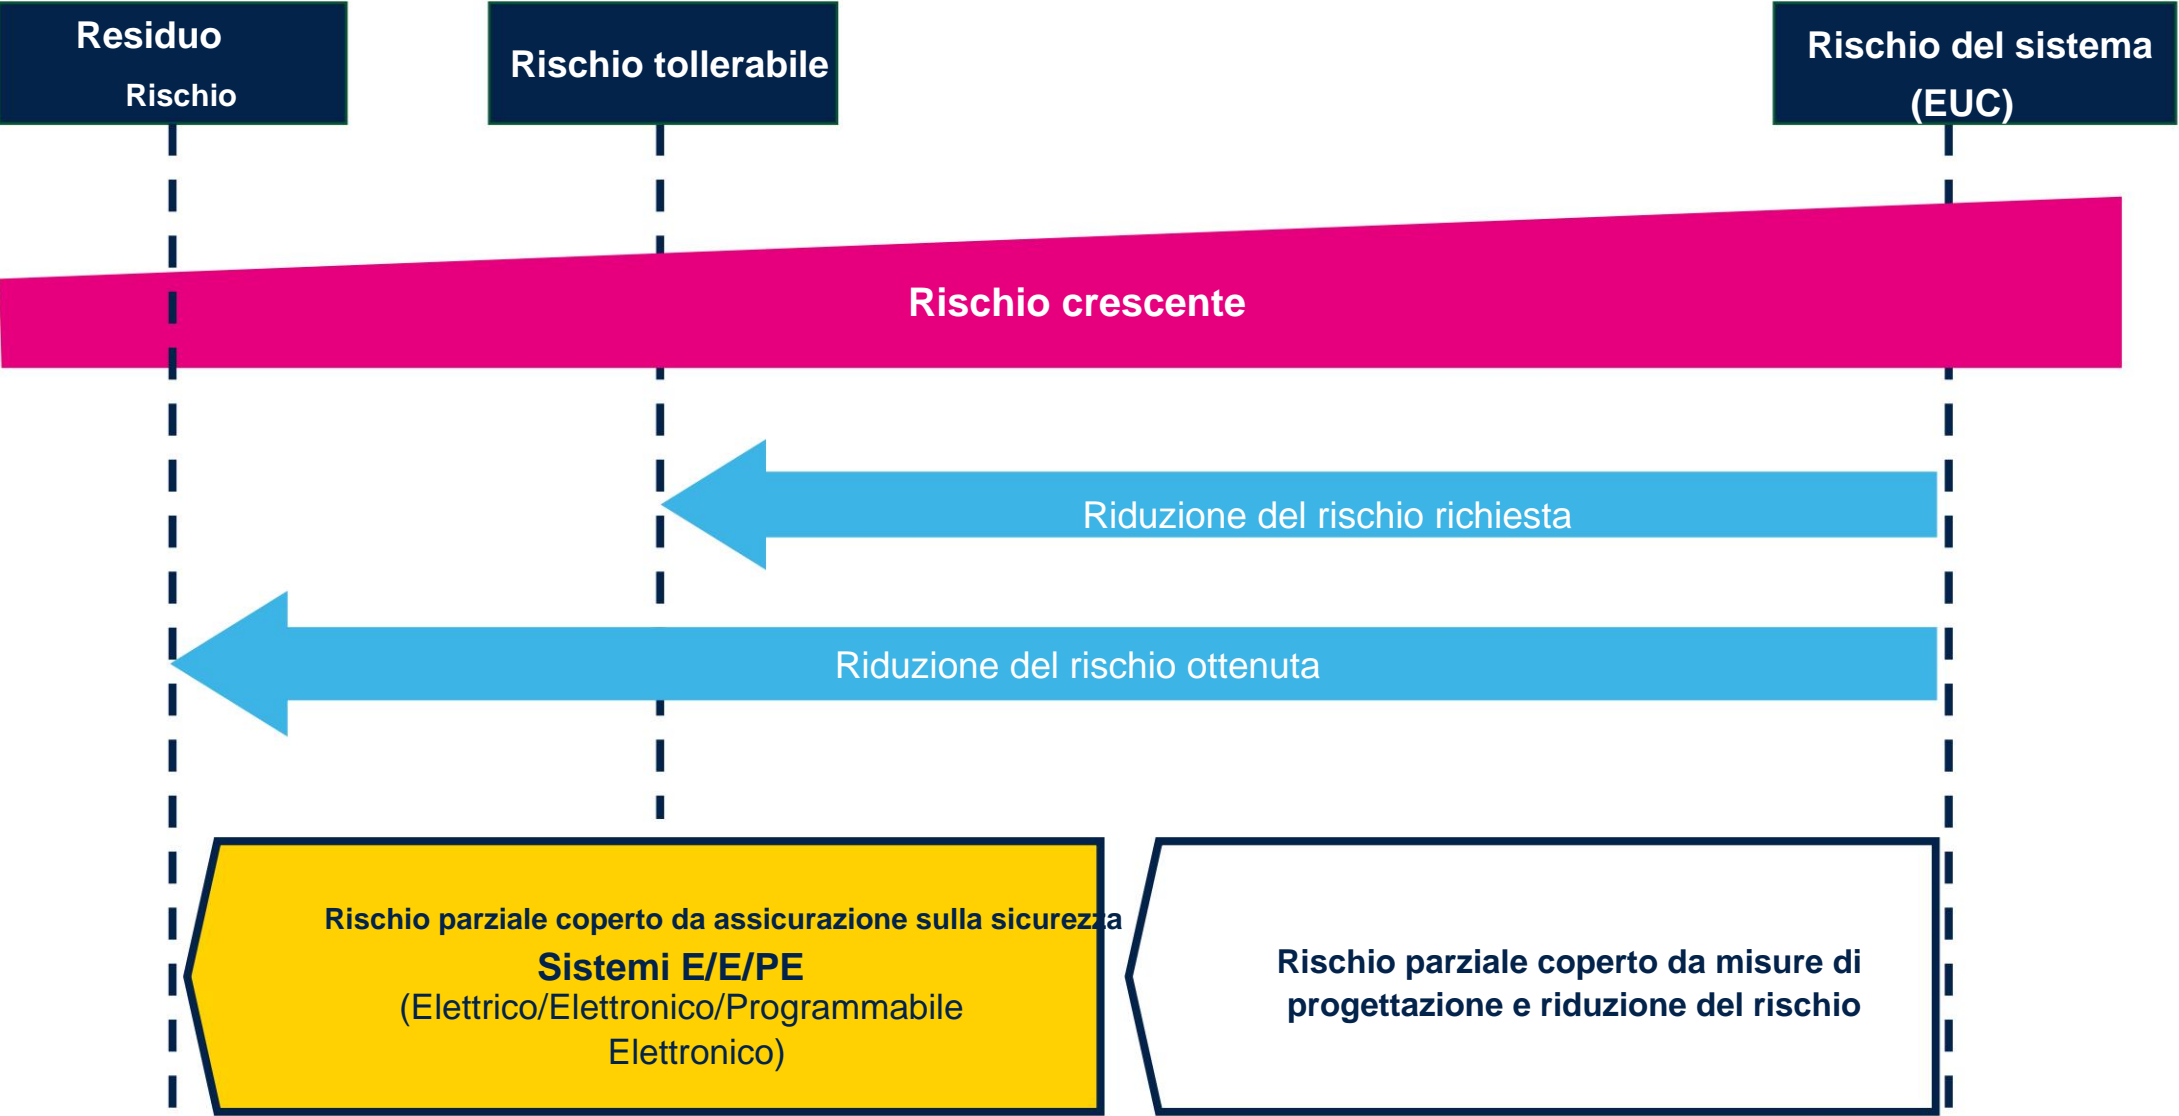 Residuo
Rischio
Rischio tollerabile
Rischio del sistema
(EUC)
Rischio crescente
Riduzione del rischio richiesta
Riduzione del rischio ottenuta
Rischio parziale coperto da assicurazione sulla sicurezza
Sistemi E/E/PE
(Elettrico/Elettronico/Programmabile
Elettronico)
Rischio parziale coperto da misure di
progettazione e riduzione del rischio